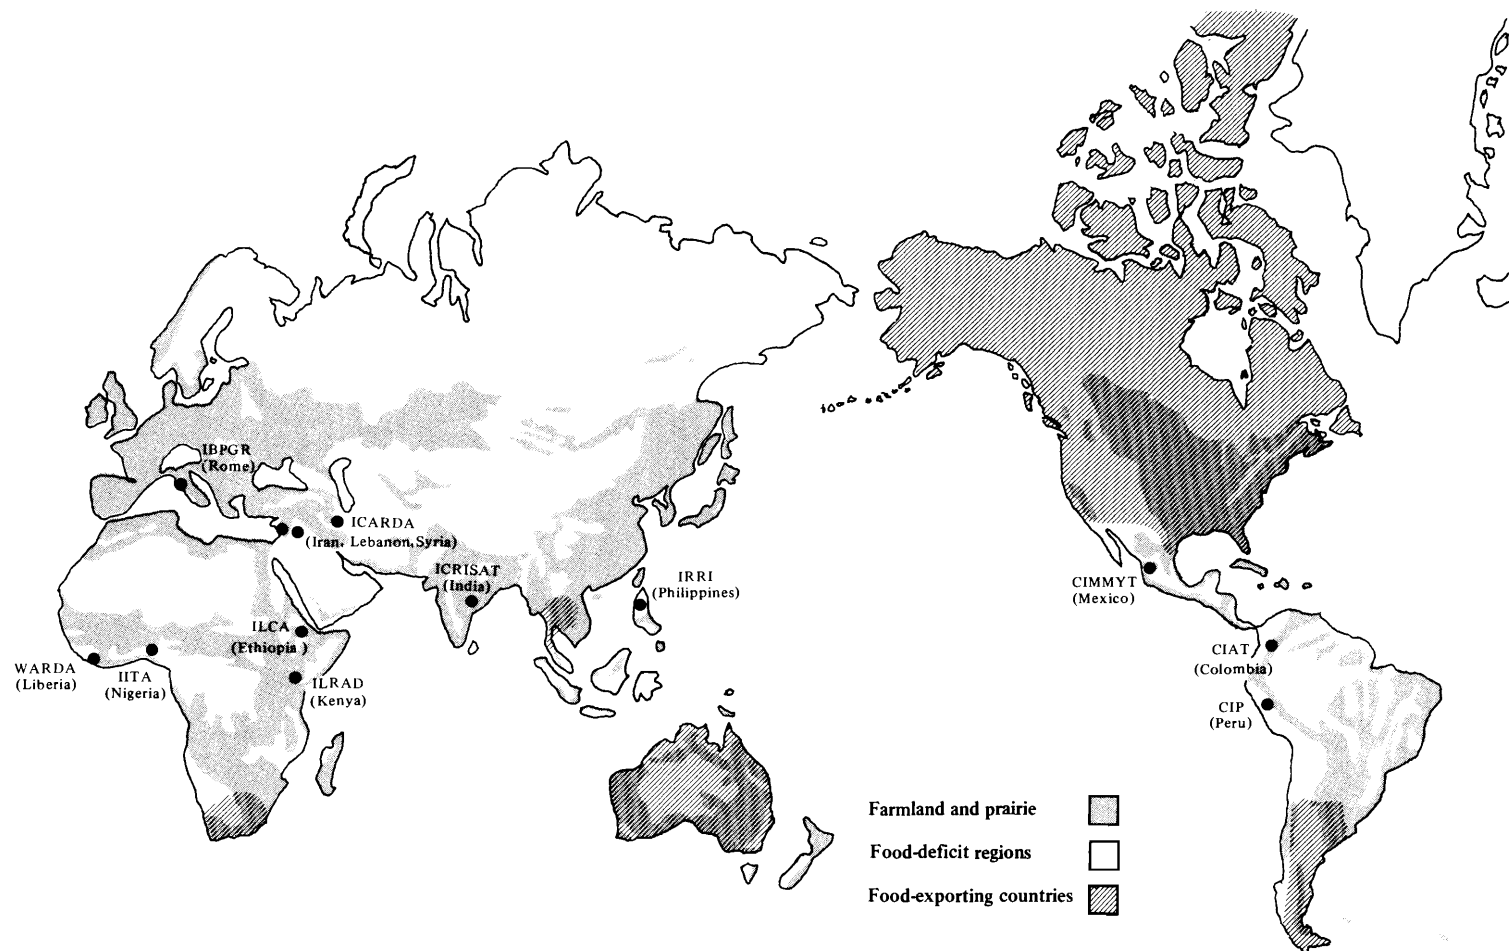 IBPGR
(Rome)
ICARDA
(Iran, Lebanon, Syria)
ICRISAT
(India)
IRRI
(Philippines)
CIMMYT
(Mexico)
ILCA
(Ethiopia)
WARDA
(Liberia)
IITA
(Nigeria)
ILRAD
(Kenya)
CIAT
(Colombia)
CIP
(Peru)
Farmland and prairie
Food-deficit regions
Food-exporting countries